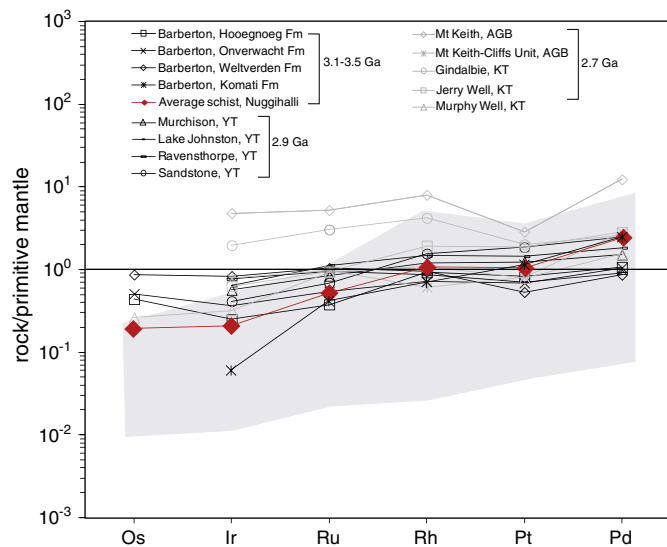 10³
10²
10¹
10⁰
10⁻¹
10⁻²
10⁻³
rock/primitive mantle
Barberton, Hooegnoeg Fm
Barberton, Onverwacht Fm
Barberton, Weltverden Fm
Barberton, Komati Fm
Average schist, Nuggihalli
3.1-3.5 Ga
Murchison, YT
Lake Johnston, YT
Ravensthorpe, YT
Sandstone, YT
2.9 Ga
Mt Keith, AGB
Mt Keith-Cliffs Unit, AGB
Gindalbie, KT
Jerry Well, KT
Murphy Well, KT
2.7 Ga
Os Ir Ru Rh Pt Pd